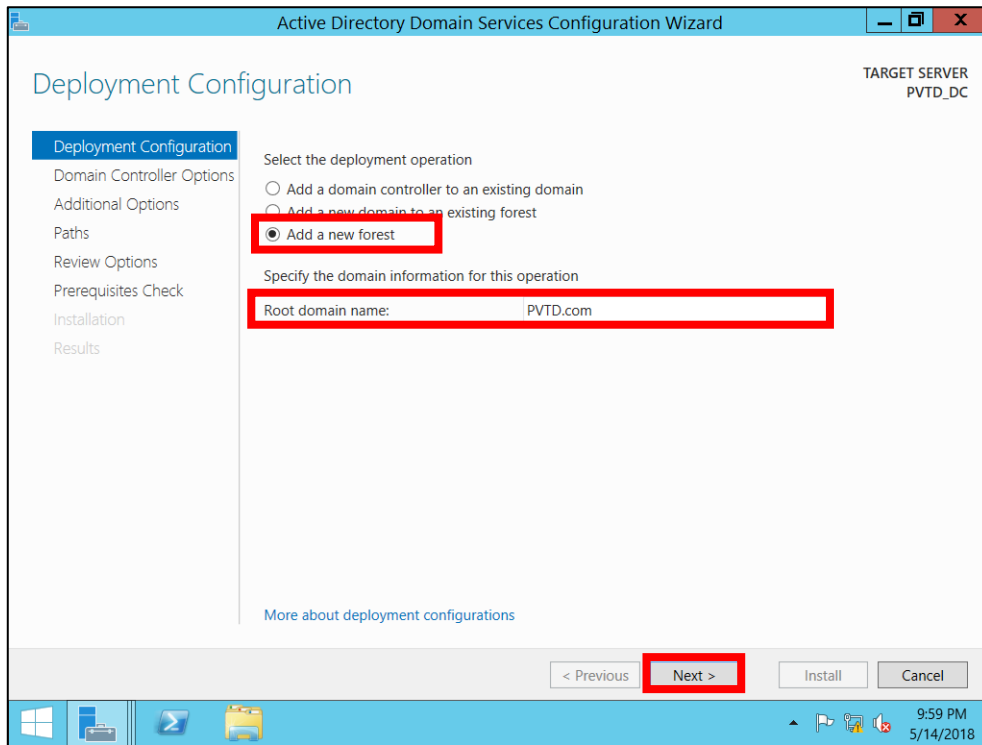 Active Directory Domain Services Configuration Wizard
Deployment Configuration
TARGET SERVER
PVTD_DC
Deployment Configuration
Domain Controller Options
Additional Options
Paths
Review Options
Prerequisites Check
Installation
Results
Select the deployment operation
Add a domain controller to an existing domain
Add a new domain to an existing forest
Add a new forest
Specify the domain information for this operation
Root domain name: PVTD.com
More about deployment configurations
< Previous Next > Install Cancel
9:59 PM
5/14/2018